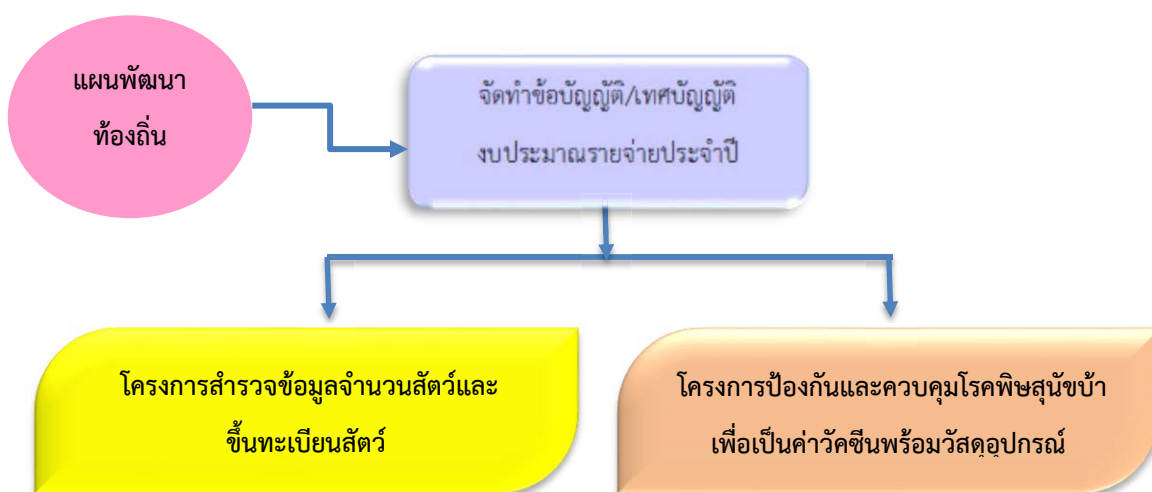 แผนพัฒนา
ท้องถิ่น
จัดทำข้อบัญญัติ/เทศบัญญัติ
งบประมาณรายจ่ายประจำปี
โครงการสำรวจข้อมูลจำนวนสัตว์และ
ขึ้นทะเบียนสัตว์
โครงการป้องกันและควบคุมโรคพิษสุนัขบ้า
เพื่อเป็นค่าวัคซีนพร้อมวัสดุอุปกรณ์